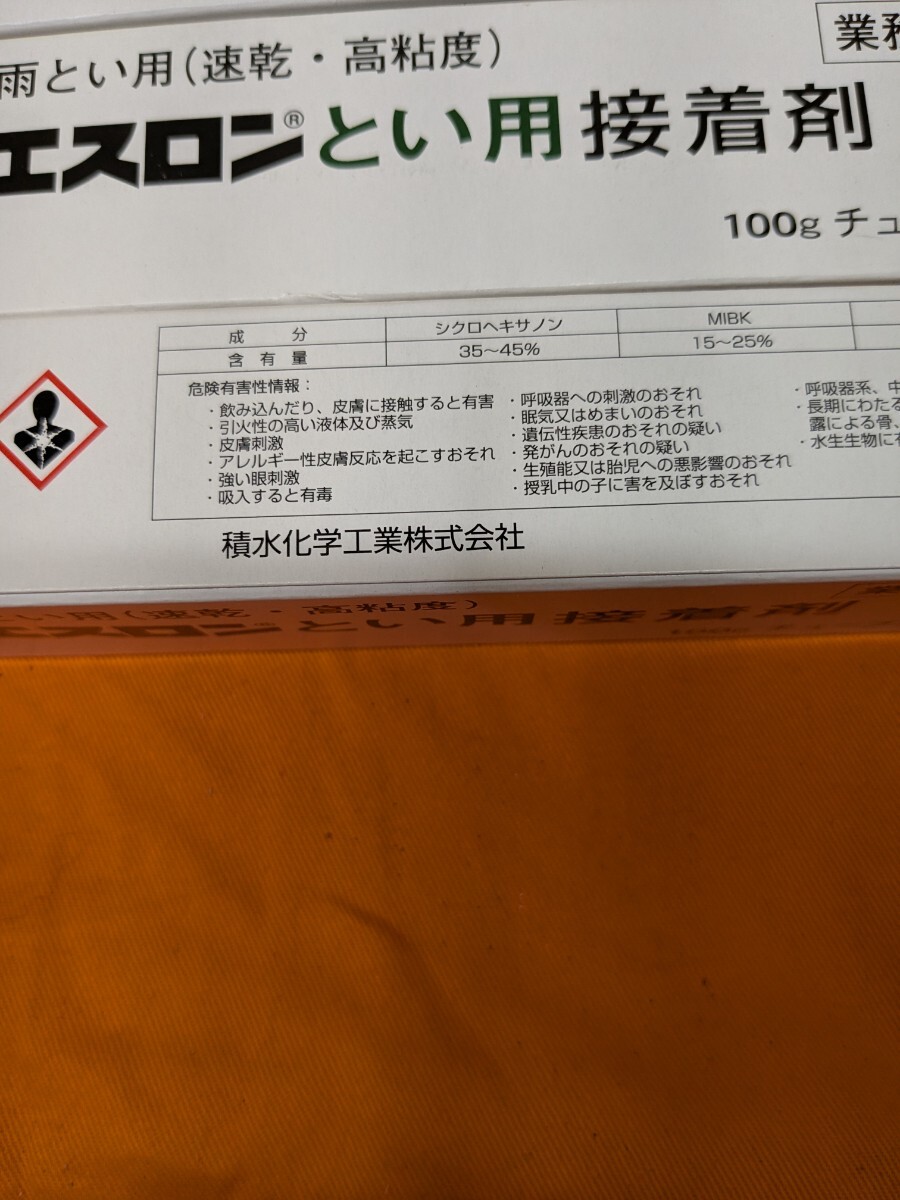 雨とい用(速乾・高粘度)
業務
エスロン®とい用接着剤
100g チュ
成分 シクロヘキサノン MIBK
含有量 35~45% 15~25%
危険有害性情報:
・飲み込んだり、皮膚に接触すると有害
・引火性の高い液体及び蒸気
・皮膚刺激
・アレルギー性皮膚反応を起こすおそれ
・強い眼刺激
・吸入すると有毒
・呼吸器への刺激のおそれ
・眠気又はめまいのおそれ
・遺伝性疾患のおそれの疑い
・発がんのおそれの疑い
・生殖能又は胎児への悪影響のおそれ
・授乳中の子に害を及ぼすおそれ
・呼吸器系、中
・長期にわたる
露による骨、
・水生生物に有
積水化学工業株式会社
とい用(速乾・高粘度)
エスロンとい用接着剤